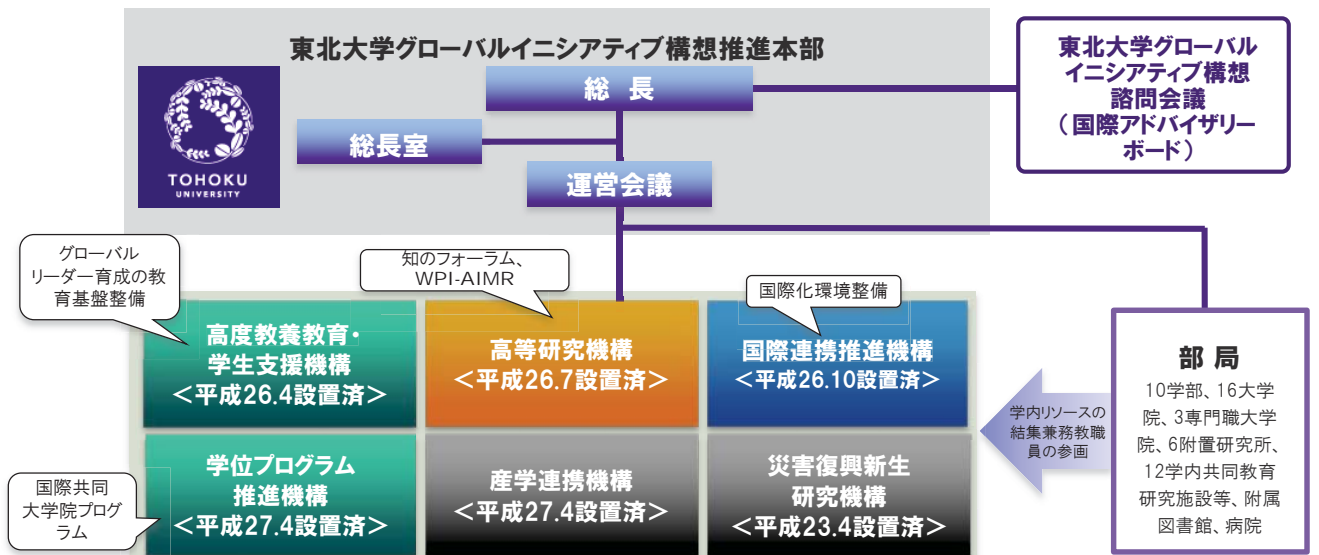 東北大学グローバルイニシアティブ構想推進本部
総 長
総長室
運営会議
TOHOKU
UNIVERSITY
東北大学グローバル
イニシアティブ構想
諮問会議
(国際アドバイザリー
ボード)
グローバル
リーダー育成の教
育基盤整備
知のフォーラム、
WPI-AIMR
国際化環境整備
高度教養教育・
学生支援機構
<平成26.4設置済>
高等研究機構
<平成26.7設置済>
国際連携推進機構
<平成26.10設置済>
学位プログラム
推進機構
<平成27.4設置済>
産学連携機構
<平成27.4設置済>
災害復興新生
研究機構
<平成23.4設置済>
国際共同
大学院プログ
ラム
学内リソースの
結集兼務教職
員の参画
部 局
10学部、16大学
院、3専門職大学
院、6附置研究所、
12学内共同教育
研究施設等、附属
図書館、病院